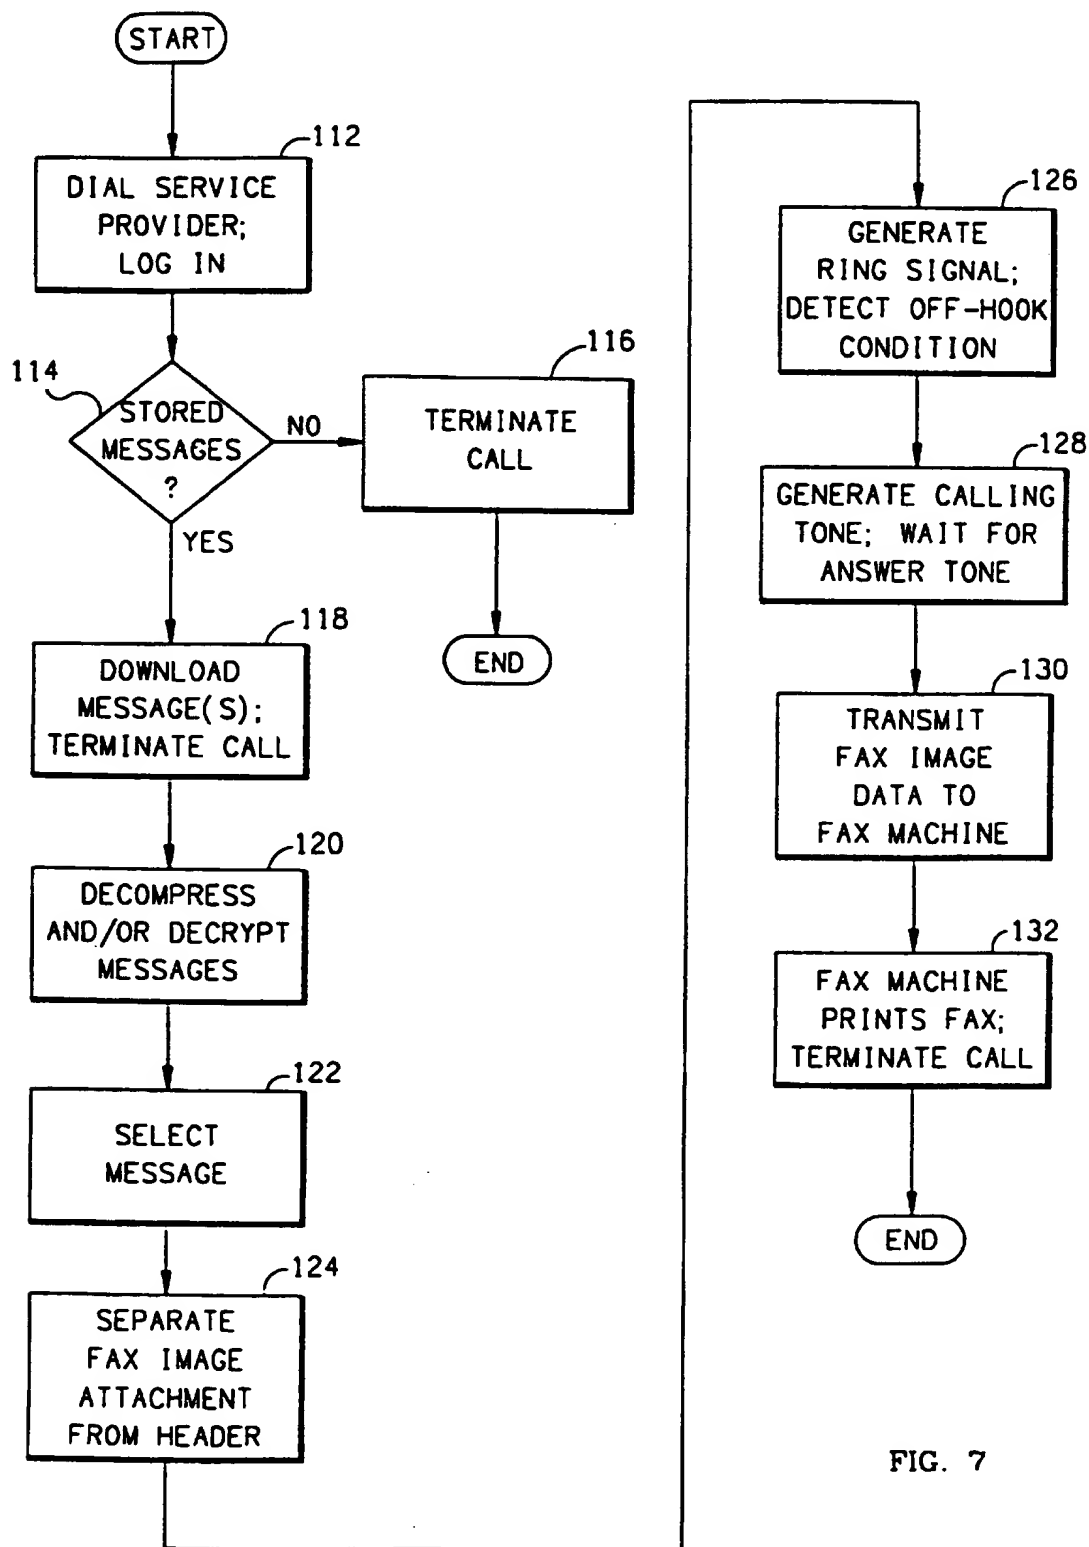 START
112
DIAL SERVICE
PROVIDER;
LOG IN
114
STORED
MESSAGES
?
NO
YES
116
TERMINATE
CALL
END
118
DOWNLOAD
MESSAGE(S);
TERMINATE CALL
120
DECOMPRESS
AND/OR DECRYPT
MESSAGES
122
SELECT
MESSAGE
124
SEPARATE
FAX IMAGE
ATTACHMENT
FROM HEADER
126
GENERATE
RING SIGNAL;
DETECT OFF-HOOK
CONDITION
128
GENERATE CALLING
TONE; WAIT FOR
ANSWER TONE
130
TRANSMIT
FAX IMAGE
DATA TO
FAX MACHINE
132
FAX MACHINE
PRINTS FAX;
TERMINATE CALL
END
FIG. 7